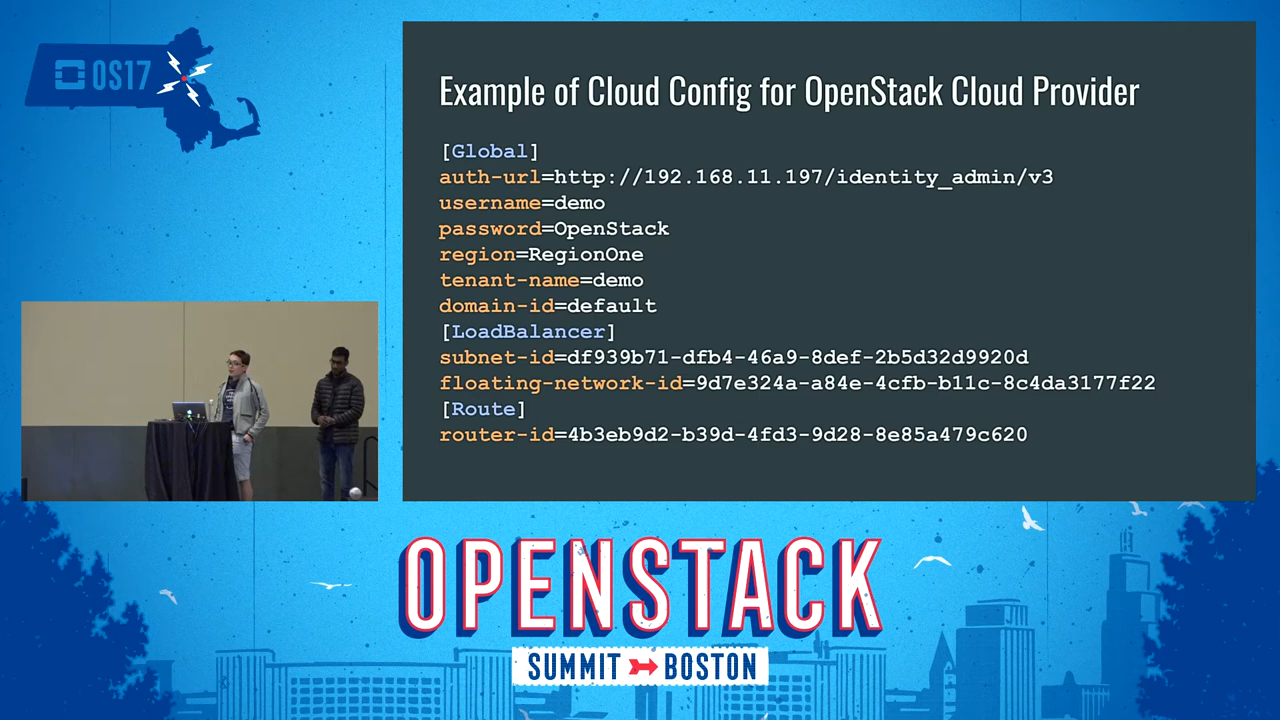 OS17
Example of Cloud Config for OpenStack Cloud Provider
[Global]
auth-url=http://192.168.11.197/identity_admin/v3
username=demo
password=OpenStack
region=RegionOne
tenant-name=demo
domain-id=default
[LoadBalancer]
subnet-id=df939b71-dfb4-46a9-8def-2b5d32d9920d
floating-network-id=9d7e324a-a84e-4cfb-b11c-8c4da3177f22
[Route]
router-id=4b3eb9d2-b39d-4fd3-9d28-8e85a479c620
OPENSTACK
SUMMIT BOSTON